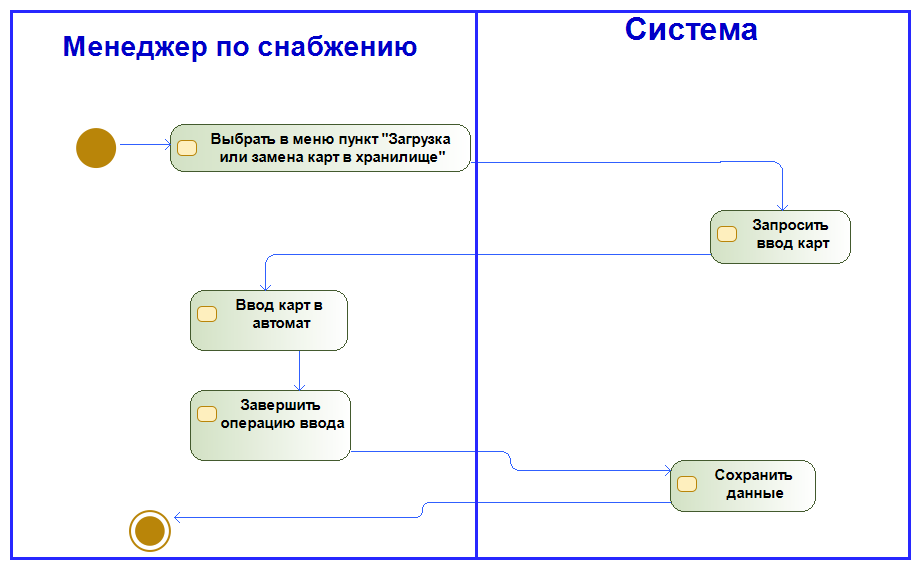 Менеджер по снабжению
Система
Выбрать в меню пункт "Загрузка
или замена карт в хранилище"
Запросить
ввод карт
Ввод карт в
автомат
Завершить
операцию ввода
Сохранить
данные